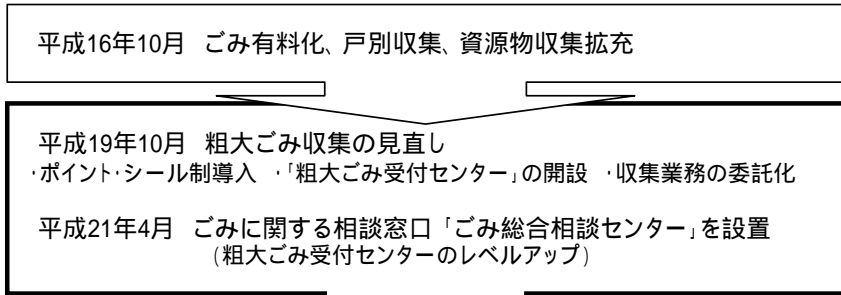 平成16年10月 ごみ有料化、戸別収集、資源物収集拡充
平成19年10月 粗大ごみ収集の見直し
・ポイント・シール制導入 ・「粗大ごみ受付センター」の開設 ・収集業務の委託化
平成21年4月 ごみに関する相談窓口「ごみ総合相談センター」を設置
(粗大ごみ受付センターのレベルアップ)